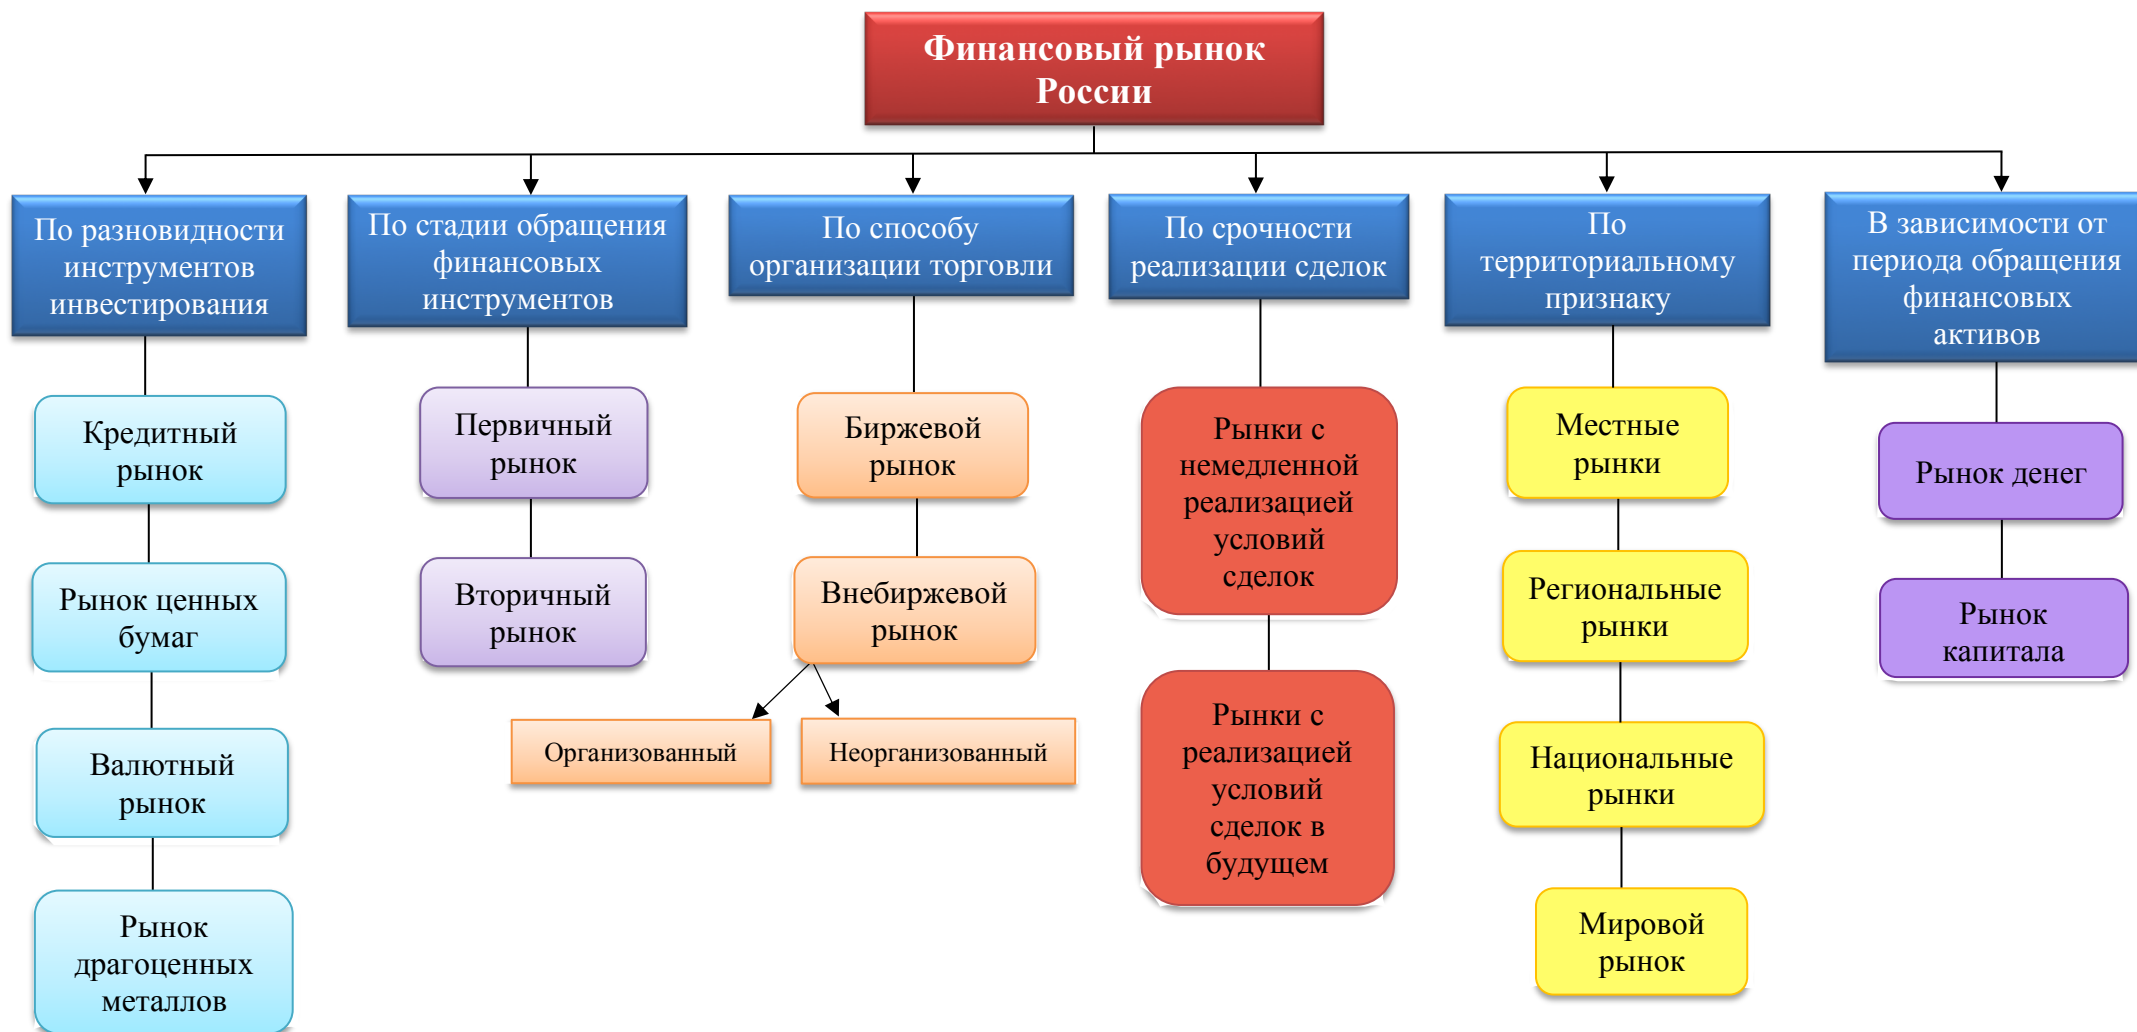 Финансовый рынок
России
По разновидности
инструментов
инвестирования
Кредитный
рынок
Рынок ценных
бумаг
Валютный
рынок
Рынок
драгоценных
металлов
По стадии обращения
финансовых
инструментов
Первичный
рынок
Вторичный
рынок
По способу
организации торговли
Биржевой
рынок
Внебиржевой
рынок
Организованный
Неорганизованный
По срочности
реализации сделок
Рынки с
немедленной
реализацией
условий
сделок
Рынки с
реализацией
условий
сделок в
будущем
По
территориальному
признаку
Местные
рынки
Региональные
рынки
Национальные
рынки
Мировой
рынок
В зависимости от
периода обращения
финансовых
активов
Рынок денег
Рынок
капитала